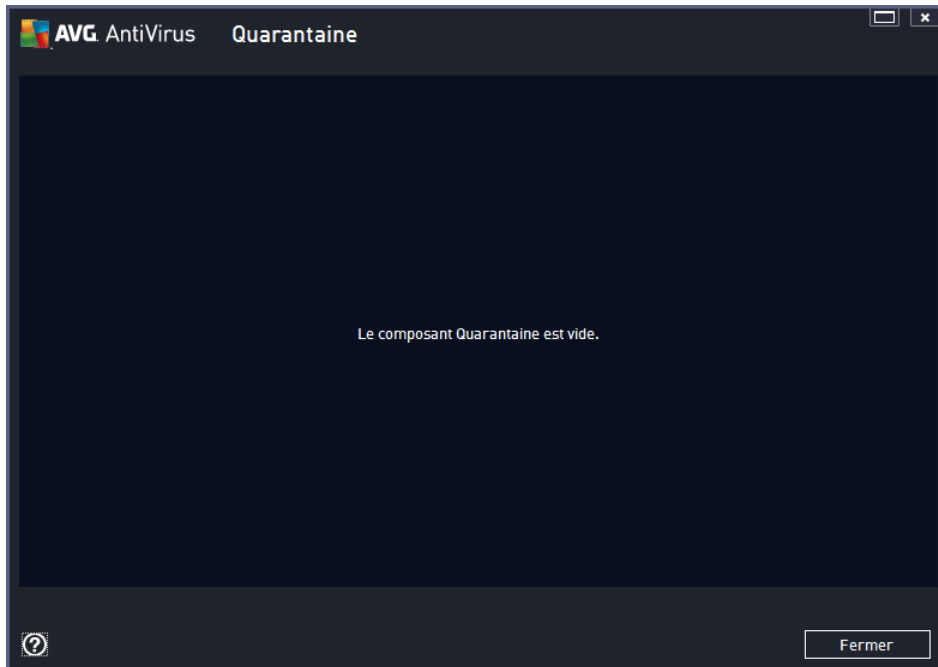 AVG. AntiVirus Quarantaine
Le composant Quarantaine est vide.
Fermer